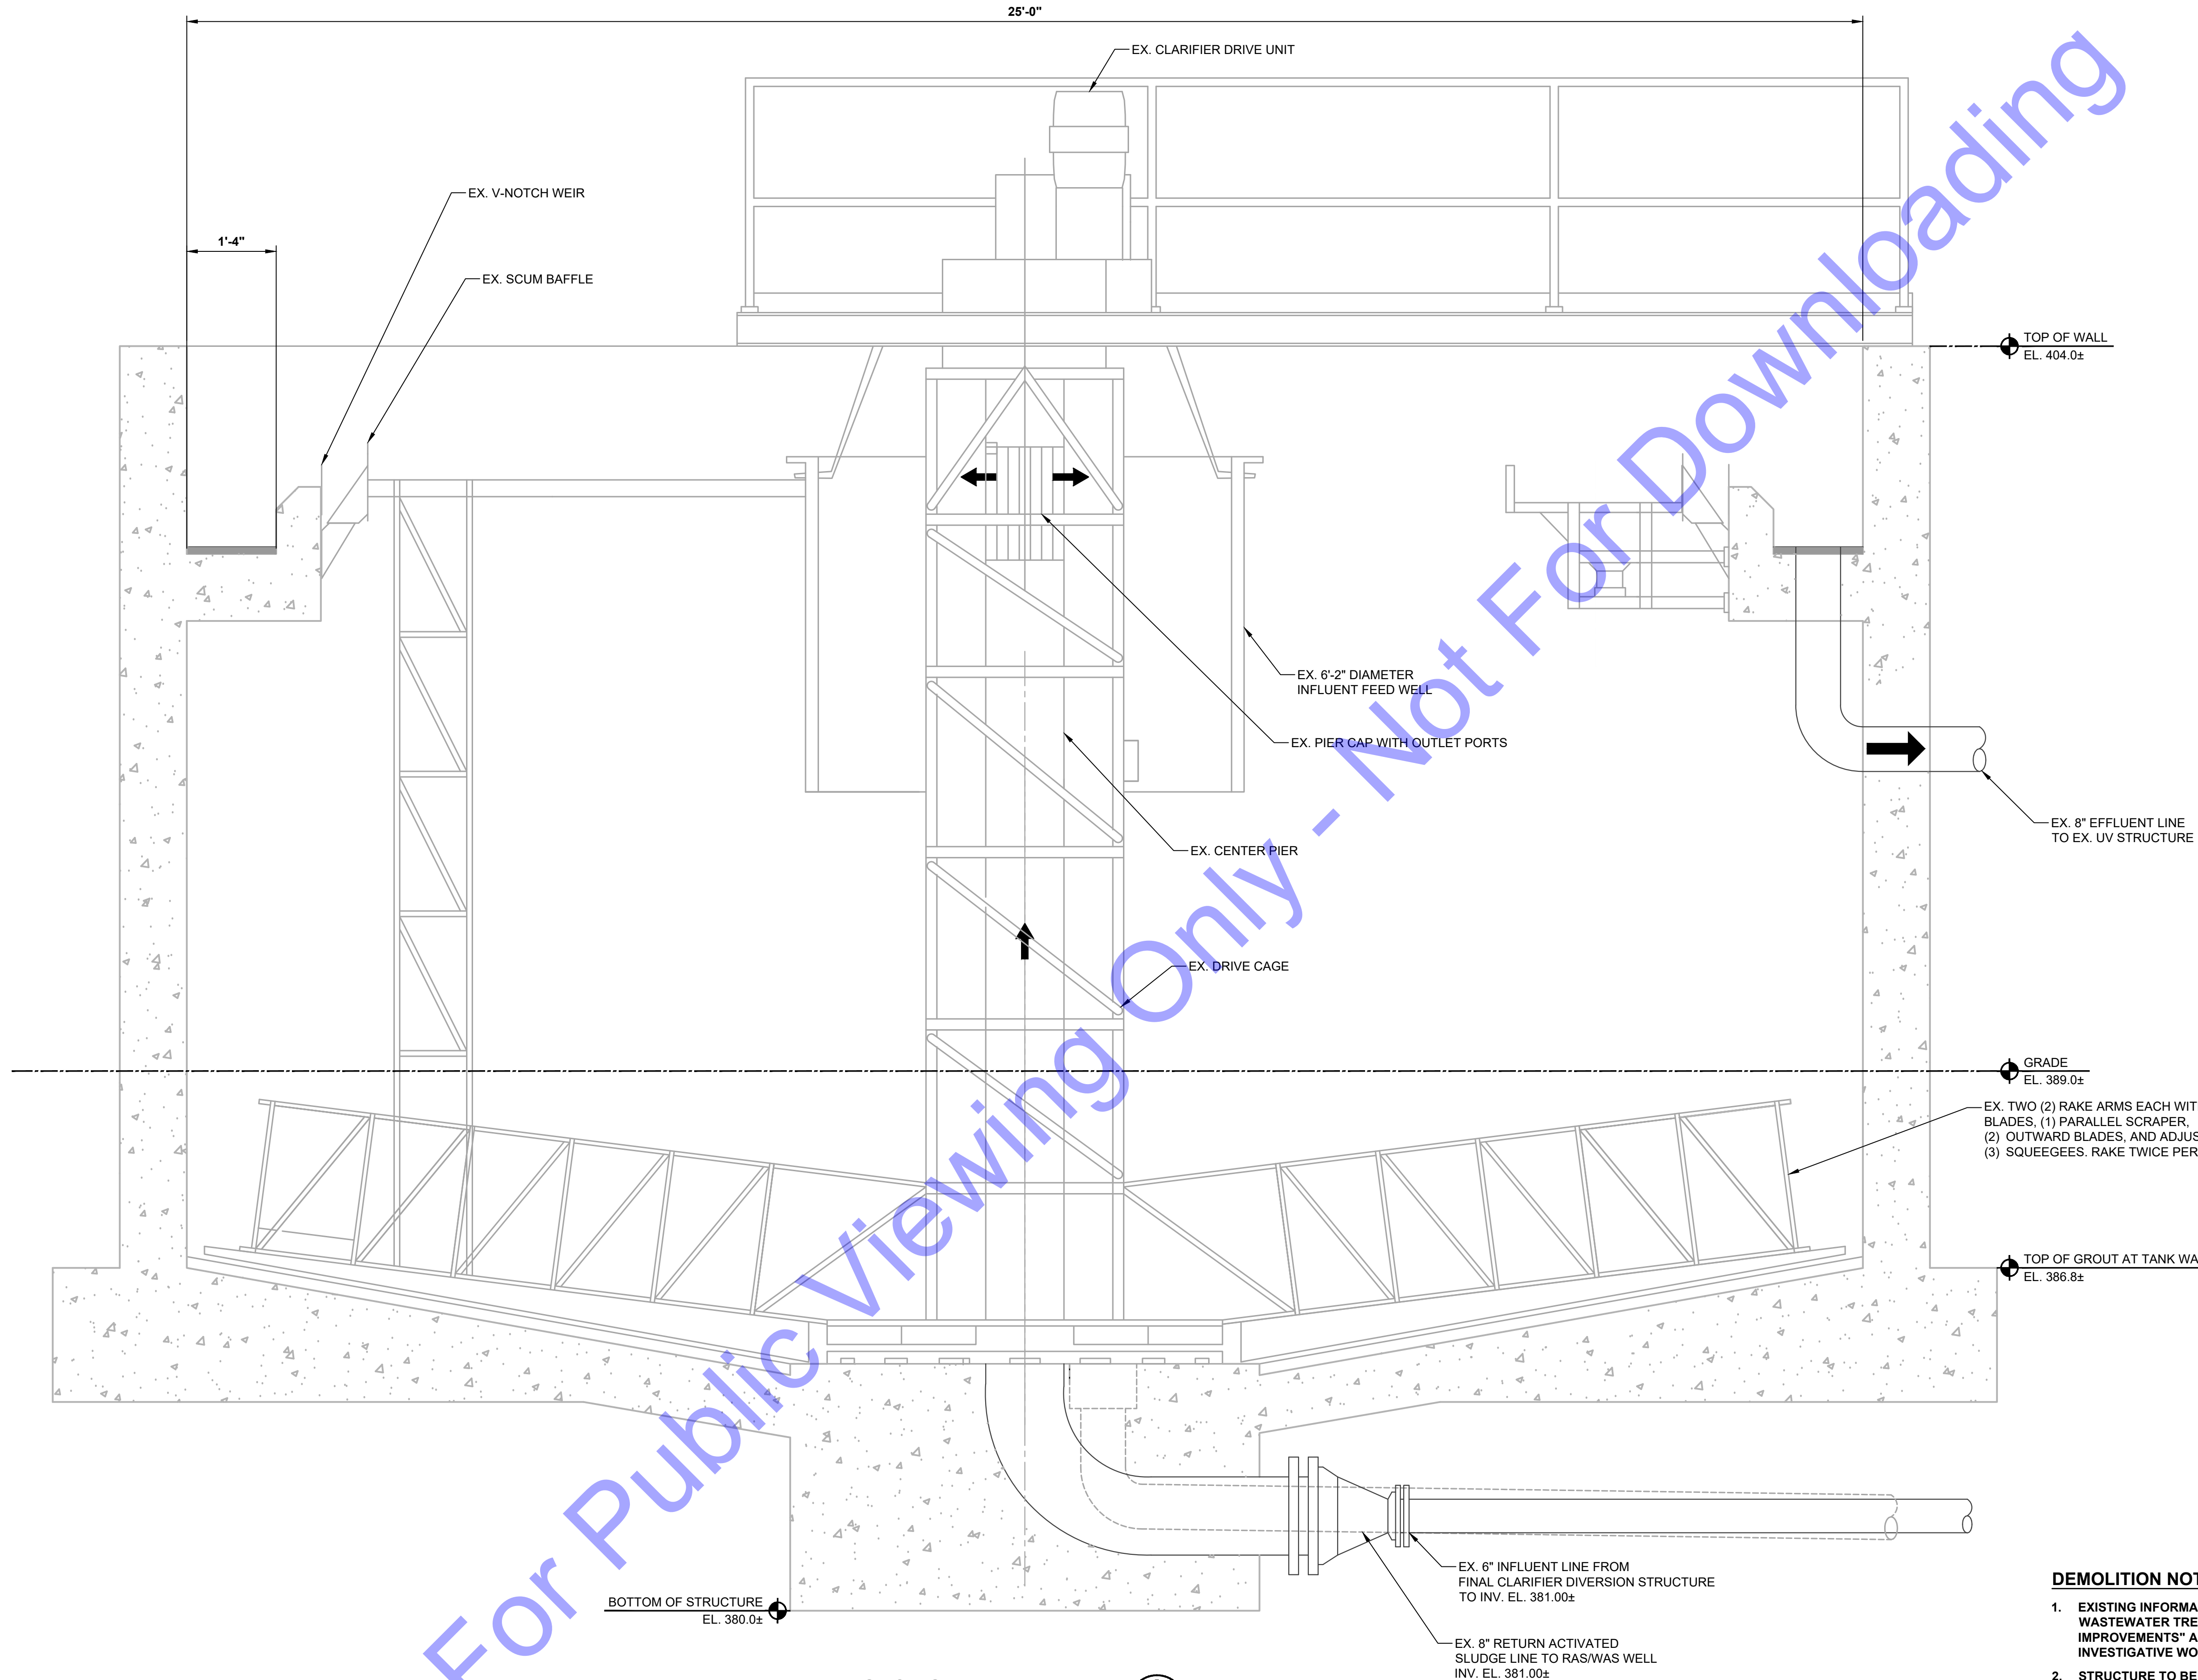 25'-0"
EX. CLARIFIER DRIVE UNIT
EX. V-NOTCH WEIR
1'-4"
EX. SCUM BAFFLE
TOP OF WALL
EL. 404.0±
EX. 6'-2" DIAMETER
INFLUENT FEED WELL
EX. PIER CAP WITH OUTLET PORTS
EX. 8" EFFLUENT LINE
TO EX. UV STRUCTURE
EX. CENTER PIER
EX. DRIVE CAGE
GRADE
EL. 389.0±
EX. TWO (2) RAKE ARMS EACH WIT
BLADES, (1) PARALLEL SCRAPER,
(2) OUTWARD BLADES, AND ADJUS
(3) SQUEEGEES. RAKE TWICE PER
TOP OF GROUT AT TANK WA
EL. 386.8±
EX. 6" INFLUENT LINE FROM
FINAL CLARIFIER DIVERSION STRUCTURE
TO INV. EL. 381.00±
BOTTOM OF STRUCTURE
EL. 380.0±
EX. 8" RETURN ACTIVATED
SLUDGE LINE TO RAS/WAS WELL
INV. EL. 381.00±
DEMOLITION NOT
1. EXISTING INFORMA
WASTEWATER TRE
IMPROVEMENTS" A
INVESTIGATIVE WO
2. STRUCTURE TO BE
For Public Viewing Only - Not For Downloading